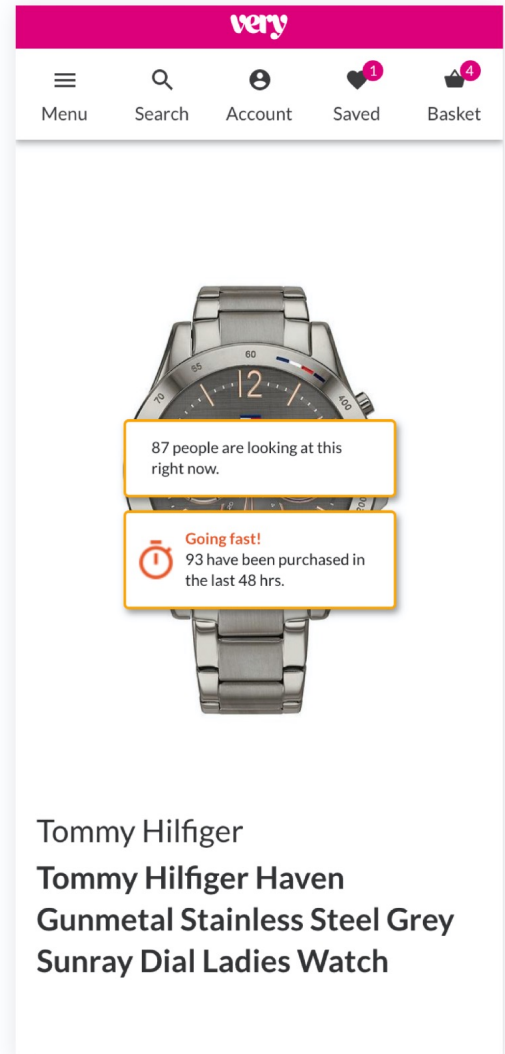 very
1
4
Menu
Search
Account
Saved
Basket
60
65
70
12
400
200
87 people are looking at this
right now.
Going fast!
93 have been purchased in
the last 48 hrs.
Tommy Hilfiger
Tommy Hilfiger Haven
Gunmetal Stainless Steel Grey
Sunray Dial Ladies Watch